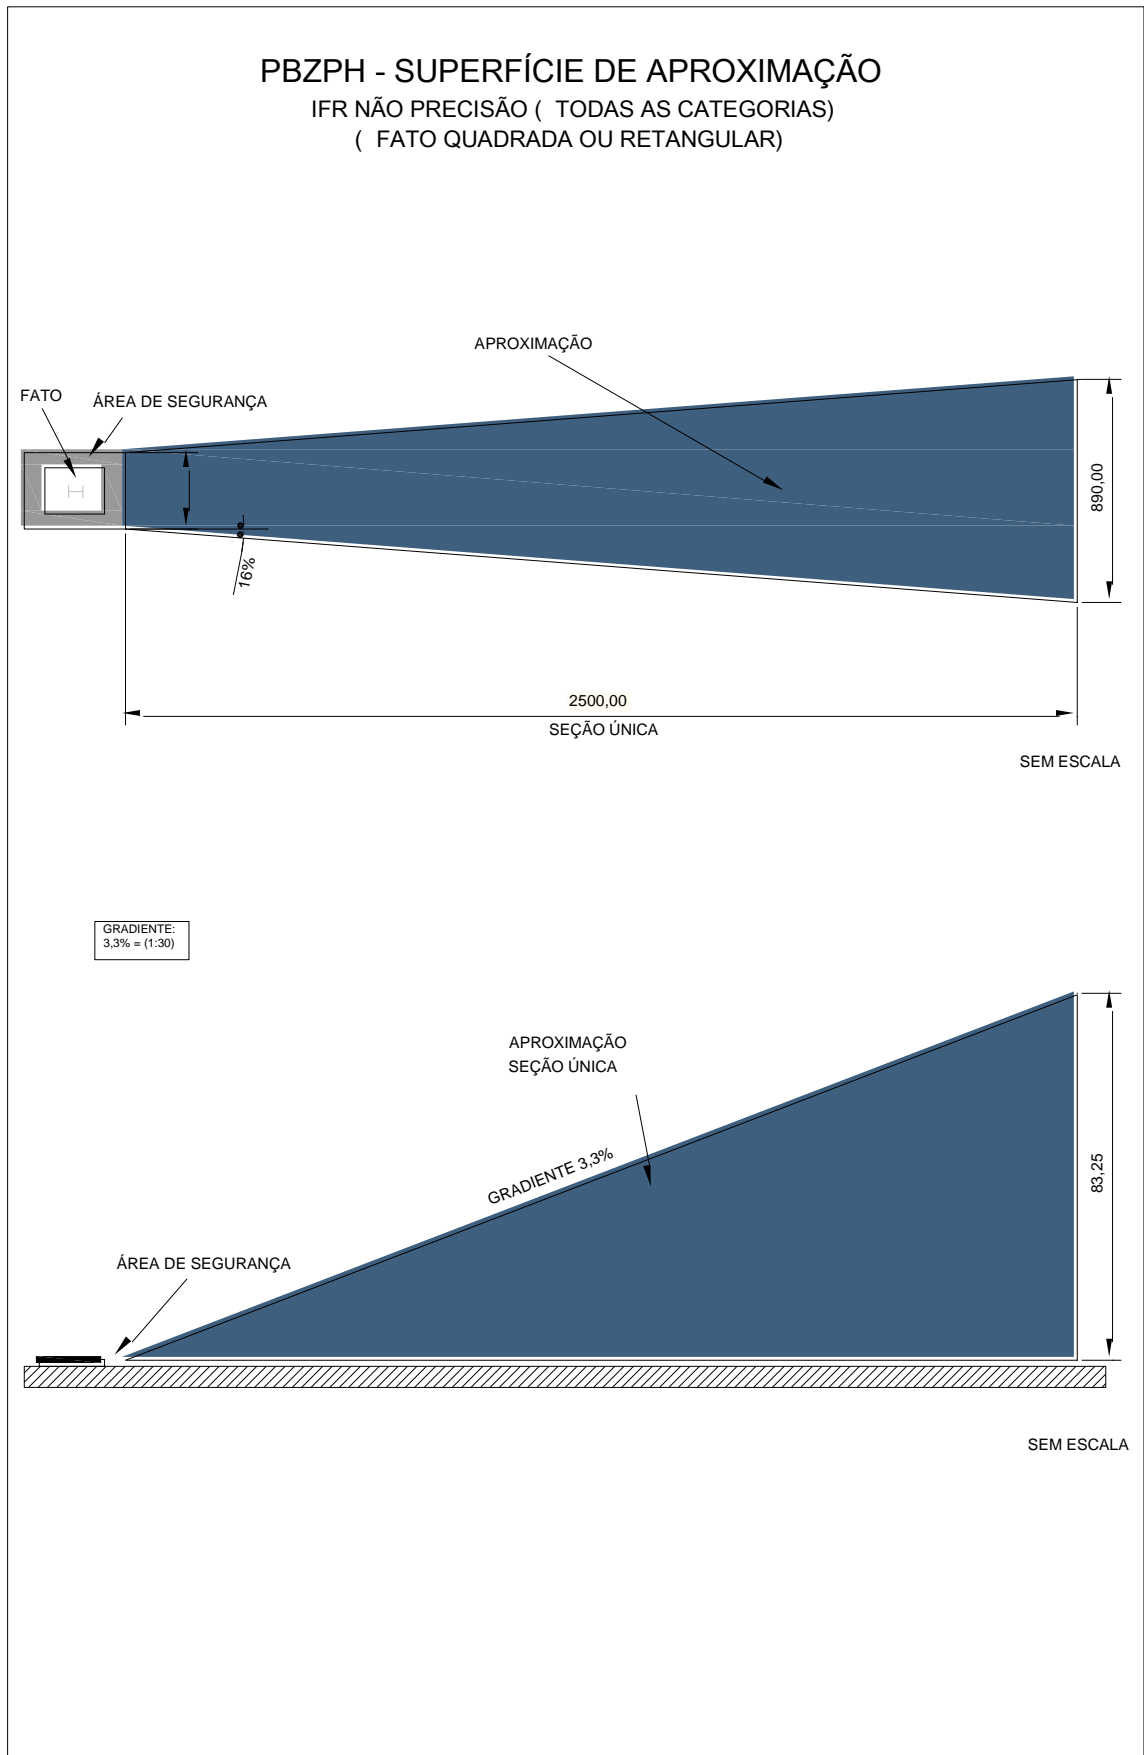 PBZPH - SUPERFÍCIE DE APROXIMAÇÃO
IFR NÃO PRECISÃO ( TODAS AS CATEGORIAS)
( FATO QUADRADA OU RETANGULAR)
APROXIMAÇÃO
FATO
ÁREA DE SEGURANÇA
H
890,00
16%
2500,00
SEÇÃO ÚNICA
SEM ESCALA
GRADIENTE:
3,3% = (1:30)
APROXIMAÇÃO
SEÇÃO ÚNICA
GRADIENTE 3,3%
83,25
ÁREA DE SEGURANÇA
SEM ESCALA